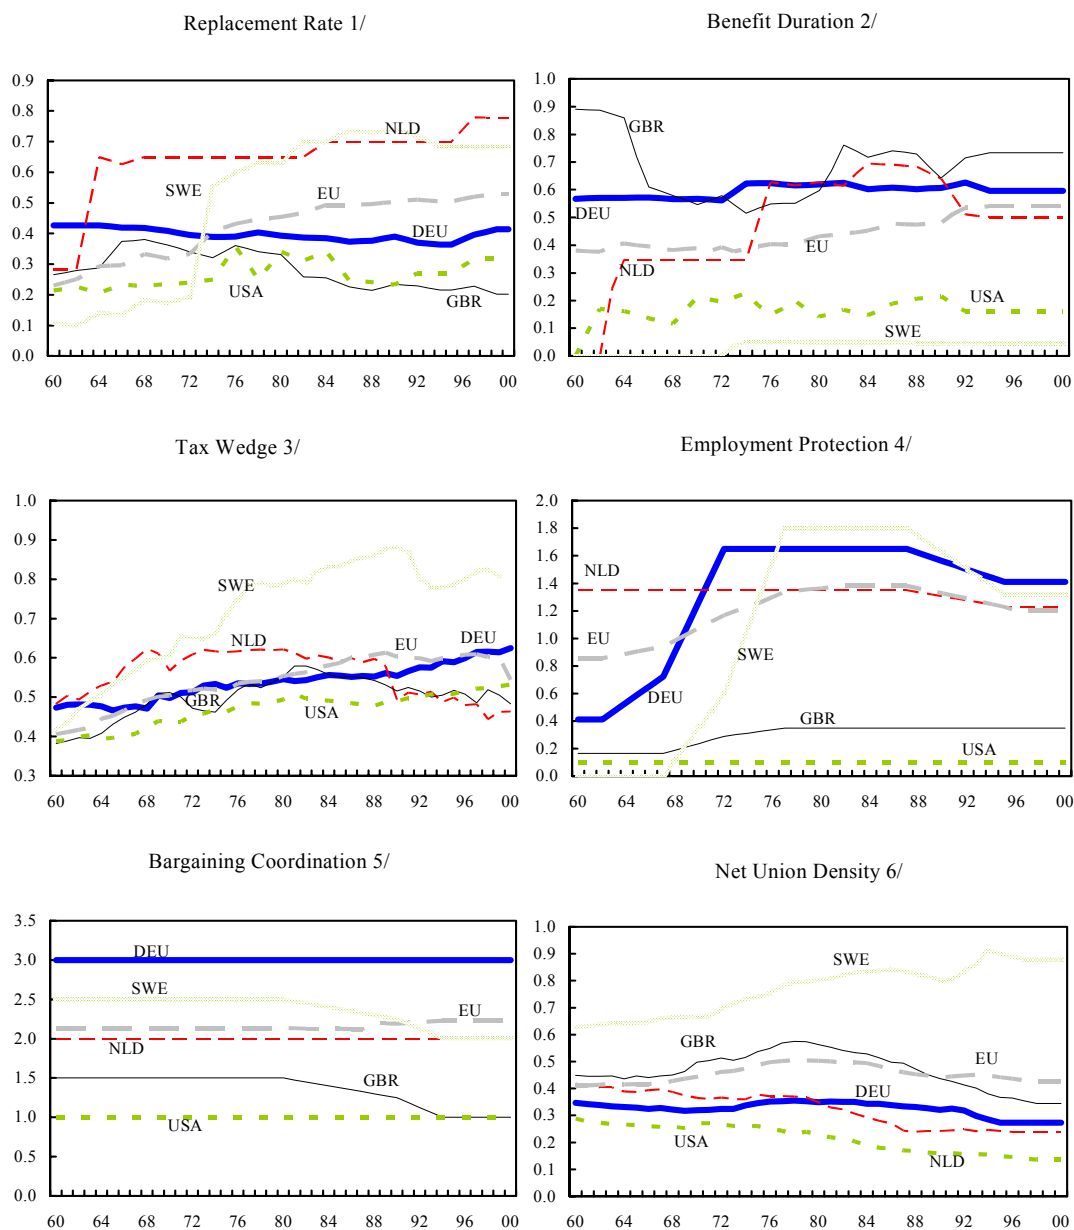 Replacement Rate 1/
0.9
0.8
0.7
0.6
0.5
0.4
0.3
0.2
0.1
0.0
NLD
SWE
EU
DEU
USA
GBR
60 64 68 72 76 80 84 88 92 96 00
Benefit Duration 2/
1.0
0.9
0.8
0.7
0.6
0.5
0.4
0.3
0.2
0.1
0.0
GBR
DEU
EU
NLD
USA
SWE
60 64 68 72 76 80 84 88 92 96 00
Tax Wedge 3/
1.0
0.9
0.8
0.7
0.6
0.5
0.4
0.3
SWE
NLD
EU
DEU
GBR
USA
60 64 68 72 76 80 84 88 92 96 00
Employment Protection 4/
2.0
1.8
1.6
1.4
1.2
1.0
0.8
0.6
0.4
0.2
0.0
NLD
EU
SWE
DEU
GBR
USA
60 64 68 72 76 80 84 88 92 96 00
Bargaining Coordination 5/
3.5
3.0
2.5
2.0
1.5
1.0
0.5
0.0
DEU
SWE
EU
NLD
GBR
USA
60 64 68 72 76 80 84 88 92 96 00
Net Union Density 6/
1.0
0.9
0.8
0.7
0.6
0.5
0.4
0.3
0.2
0.1
0.0
SWE
GBR
EU
DEU
USA
NLD
60 64 68 72 76 80 84 88 92 96 00